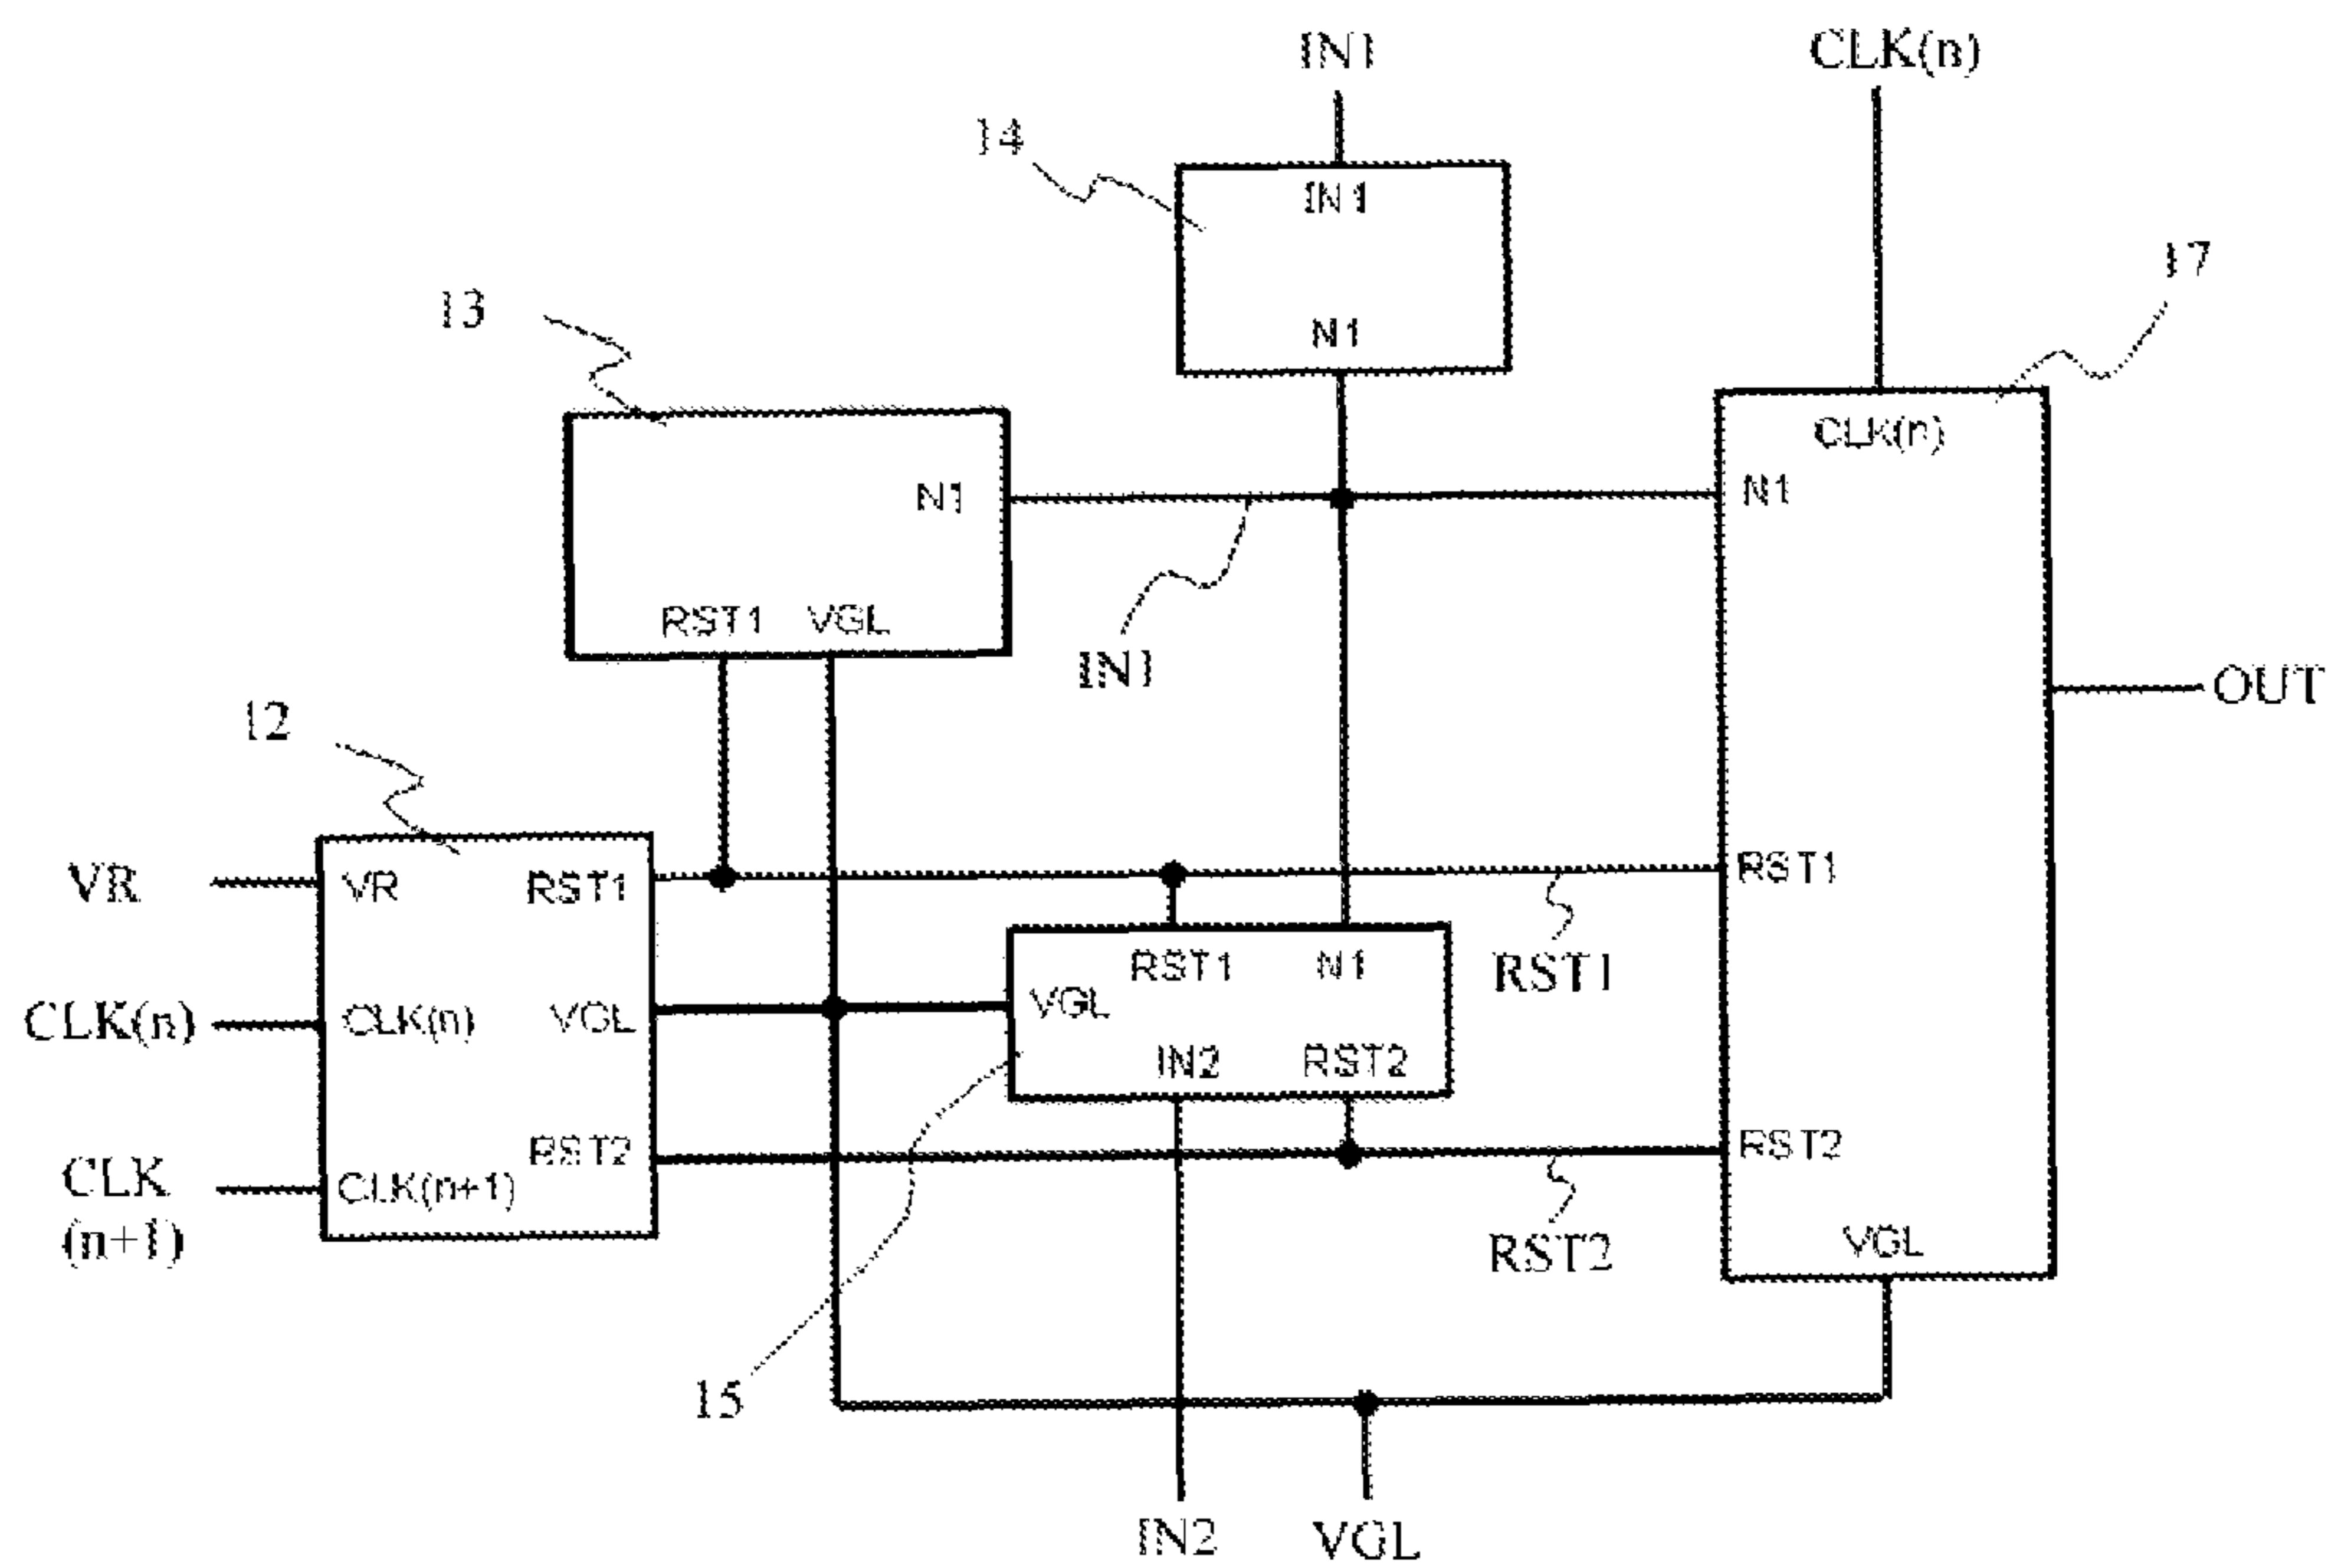 IN1
CLK(n)
14
IN1
17
13
N1
CLK(n)
N1
N1
RST1 VGL
IN1
OUT
12
VR
VR
RST1
RST1
RST1
N1
RST1
CLK(n)
CLK(n)
VGL
VGL
IN2
RST2
RST2
RST2
CLK
(n+1)
CLK(n+1)
RST2
VGL
15
IN2
VGL